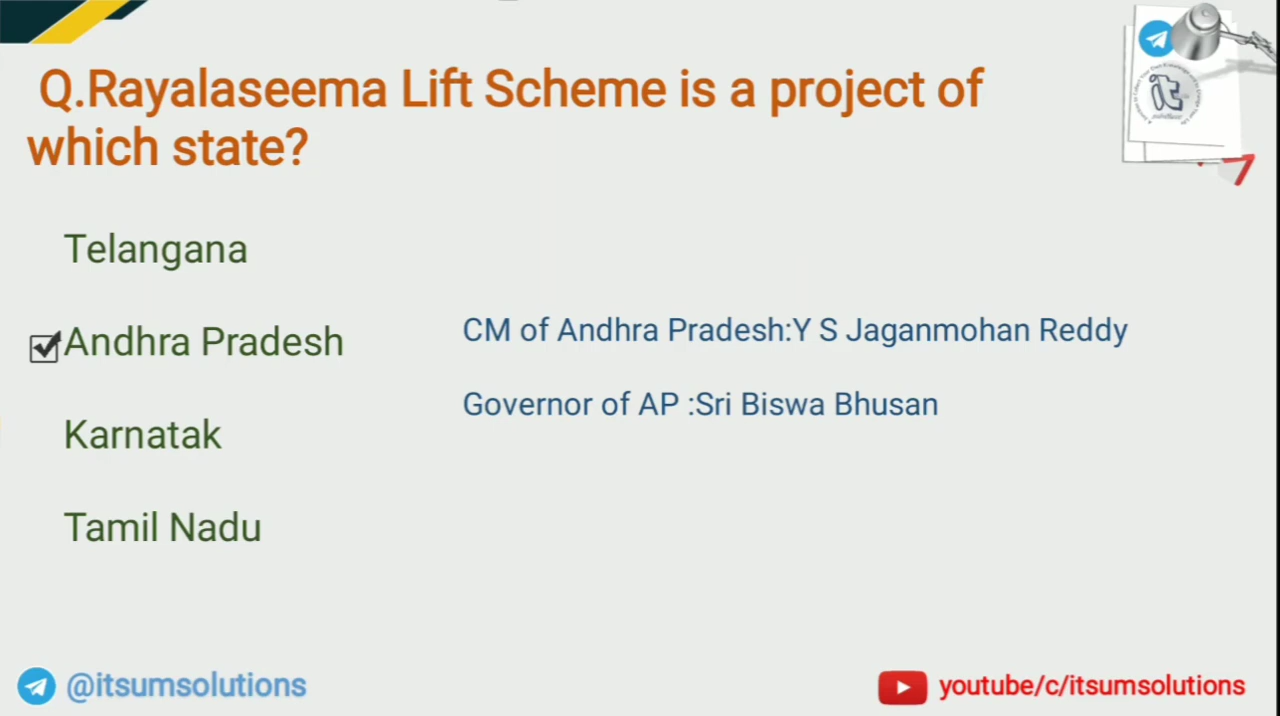 Q.Rayalaseema Lift Scheme is a project of
which state?
Telangana
Andhra Pradesh
CM of Andhra Pradesh:Y S Jaganmohan Reddy
Governor of AP :Sri Biswa Bhusan
Karnatak
Tamil Nadu
@itsumsolutions
youtube/c/itsumsolutions